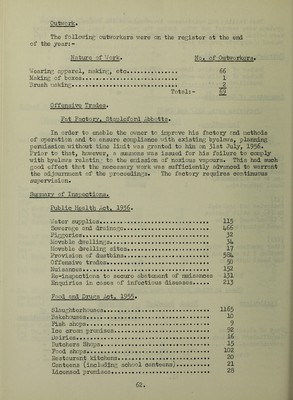 Outwork.
The following outworkers were on the register at the end
of the year:-
Nature of Work. No. of Outworkers.
Wearing apparel, making, etc............... 66
Making of boxes........................... 1
Brush making.............................. 2
Total:- 69
Offensive Trades.
Fat Factory, Stapleford Abbotts.
In order to enable the owner to improve his factory and methods
of operation and to ensure compliance with existing byelaws, planning
permission without time limit was granted to him on 31st July, 1956.
Prior to that, however, a summons was issued for his failure to comply
with byelaws relating to the emission of noxious vapours. This had such
good effect that the necessary work was sufficiently advanced to warrant
the adjournment of the proceedings. The factory requires continuous
supervision.
Summary of Inspections.
Public Health Act, 1936.
Water supplies............................ 115
Sewerage and drainage..................... 466
Piggeries................................. 32
Movable dwellings......................... 34
Movable dwelling sites.................... 17
Provision of dustbins..................... 584
Offensive trades.......................... 50
Nuisances................................. 152
Re-inspections to secure abatement of nuisances 131
Enquiries in cases of infectious diseases..... 213
Food and Drugs Act, 1955.
Slaughterhouses........................... 1165
Bakehouses................................ 10
Fish shops................................ 9
Ice cream premises........................ 92
Dairies................................... 16
Butchers Shops............................ 15
Food shops................................ 102
Restaurant kitchens....................... 20
Canteens (including school canteens)...... 21
Licensed premises......................... 28
62.